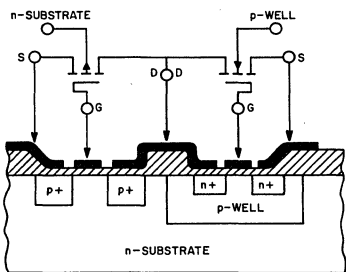 n-SUBSTRATE p-WELL
S D D S
G G
p+ p+ n+ n+
p-WELL
n-SUBSTRATE